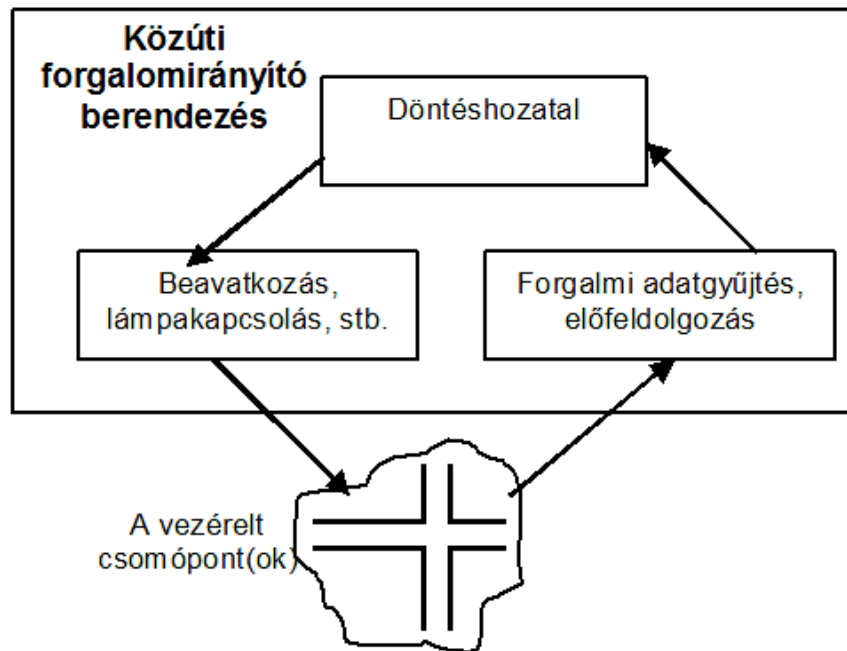 Közúti
forgalomirányító
berendezés
Döntéshozatal
Beavatkozás,
lámpakapcsolás, stb.
Forgalmi adatgyűjtés,
előfeldolgozás
A vezérelt
csomópont(ok)